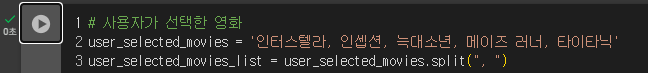 1 # 사용자가 선택한 영화
2 user_selected_movies = '인터스텔라, 인셉션, 늑대소년, 메이즈 러너, 타이타닉'
0초 3 user_selected_movies_list = user_selected_movies.split(", ")